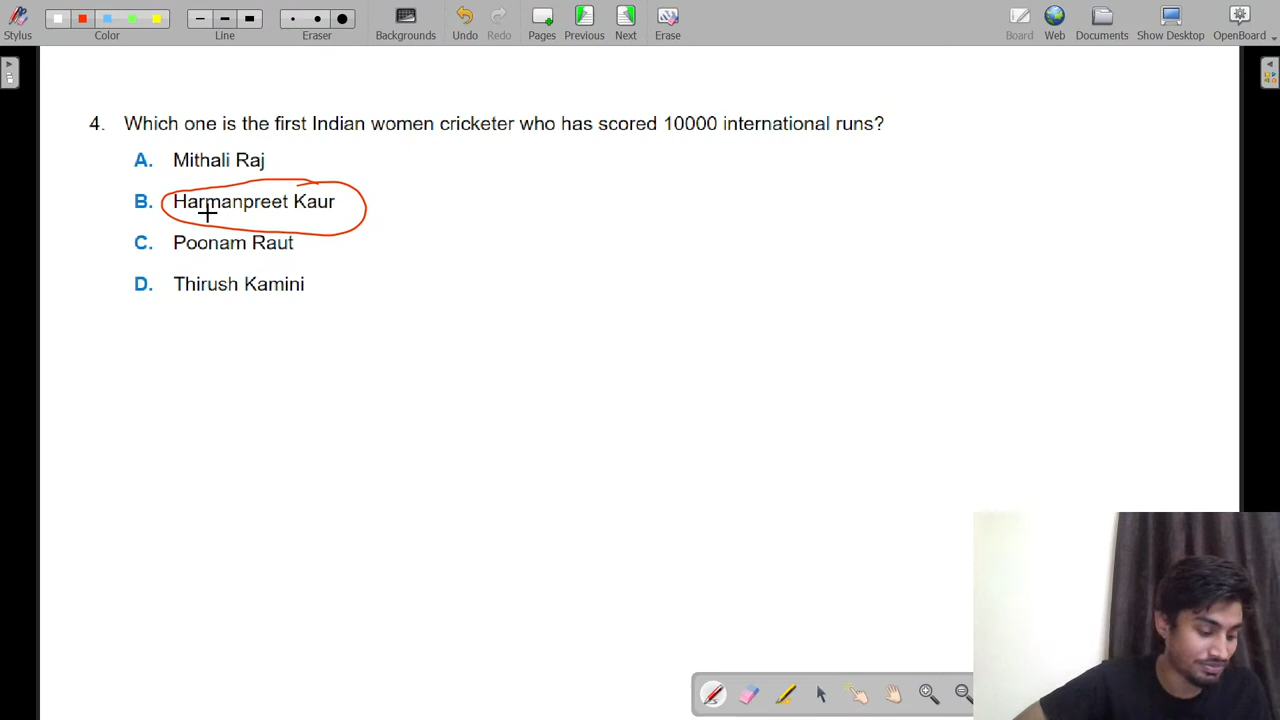 Stylus Color Line Eraser Backgrounds Undo Redo Pages Previous Next Erase Board Web Documents Show Desktop OpenBoard
4. Which one is the first Indian women cricketer who has scored 10000 international runs?
A. Mithali Raj
B. Harmanpreet Kaur
C. Poonam Raut
D. Thirush Kamini